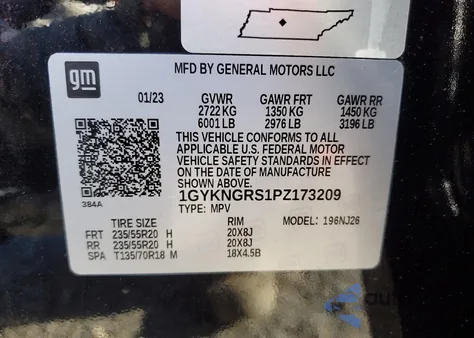 gm
MFD BY GENERAL MOTORS LLC
01/23 GVWR GAWR FRT GAWR RR
2722 KG 1350 KG 1450 KG
6001 LB 2976 LB 3196 LB
THIS VEHICLE CONFORMS TO ALL
APPLICABLE U.S. FEDERAL MOTOR
VEHICLE SAFETY STANDARDS IN EFFECT
ON THE DATE OF MANUFACTURE
SHOWN ABOVE.
384A
1GYKNGRS1PZ173209
TYPE: MPV MODEL: 196NJ26
TIRE SIZE RIM
FRT 235/55R20 H 20X8J
RR 235/55R20 H 20X8J
SPA T135/70R18 M 18X4.5B